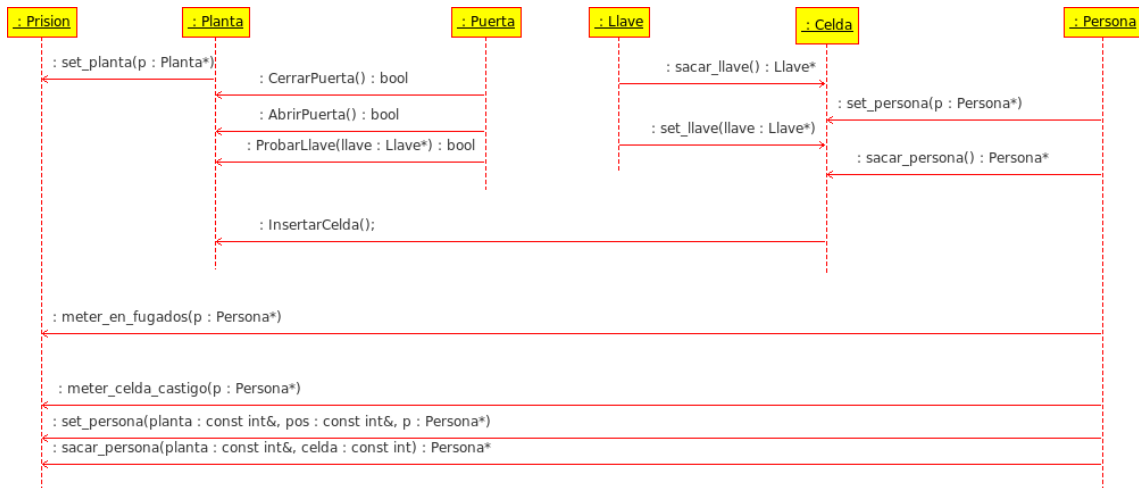 : Prision
: Planta
: Puerta
: Llave
: Celda
: Persona
: set_planta(p : Planta*)
: sacar_llave() : Llave*
: CerrarPuerta() : bool
: set_persona(p : Persona*)
: AbrirPuerta() : bool
: set_llave(llave : Llave*)
: ProbarLlave(llave : Llave*) : bool
: sacar_persona() : Persona*
: InsertarCelda();
: meter_en_fugados(p : Persona*)
: meter_celda_castigo(p : Persona*)
: set_persona(planta : const int&, pos : const int&, p : Persona*)
: sacar_persona(planta : const int&, celda : const int) : Persona*